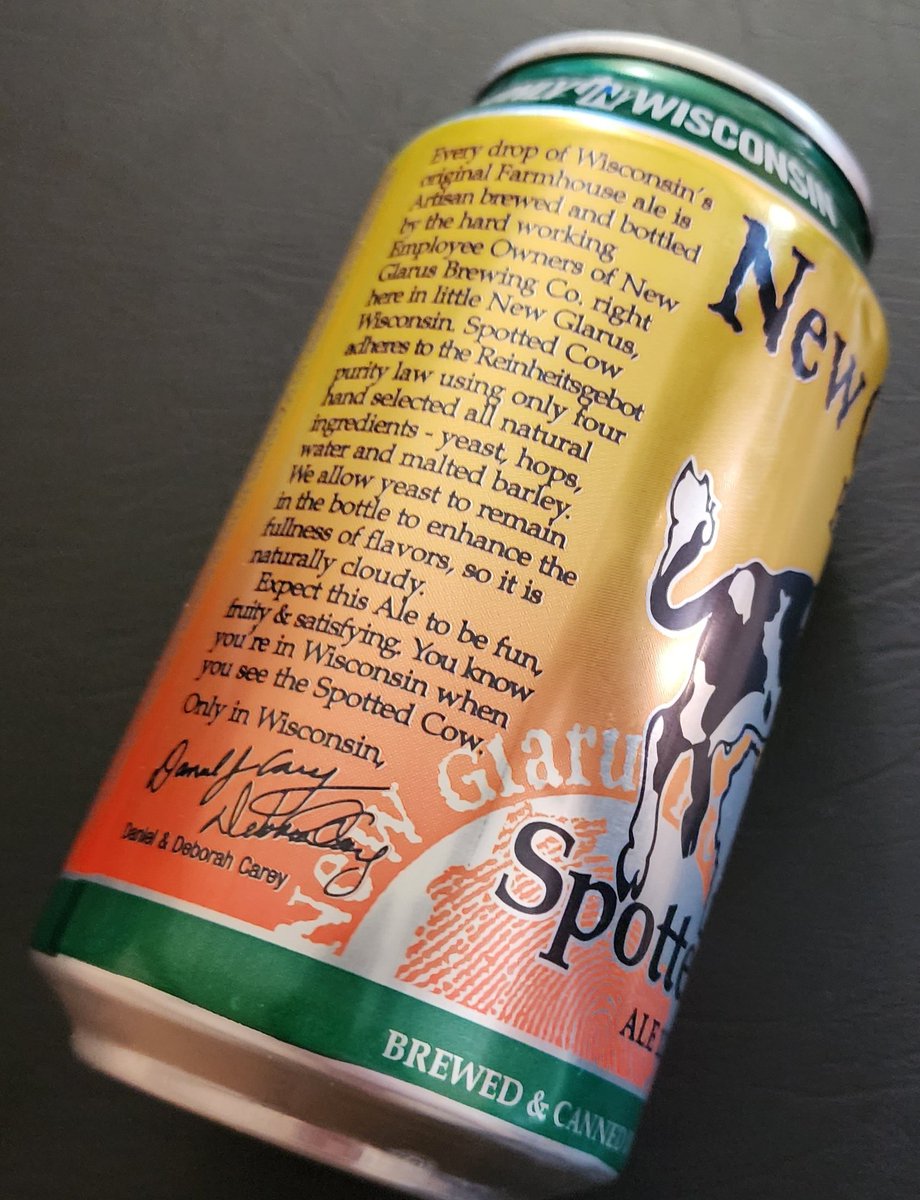 IN WISCONSIN
Every drop of Wisconsin's
original Farmhouse ale is
Artisan brewed and bottled
by the hard working
Employee Owners of New
Glarus Brewing Co. right
here in little New Glarus,
Wisconsin. Spotted Cow
adheres to the Reinheitsgebot
purity law using only four
hand selected all natural
ingredients - yeast, hops,
water and malted barley.
We allow yeast to remain
in the bottle to enhance the
fullness of flavors, so it is
naturally cloudy.
Expect this Ale to be fun,
fruity & satisfying. You know
you're in Wisconsin when
you see the Spotted Cow.
Only in Wisconsin,
Daniel & Deborah Carey
New
New Glaru
Spotte
ALE
BREWED & CANNED